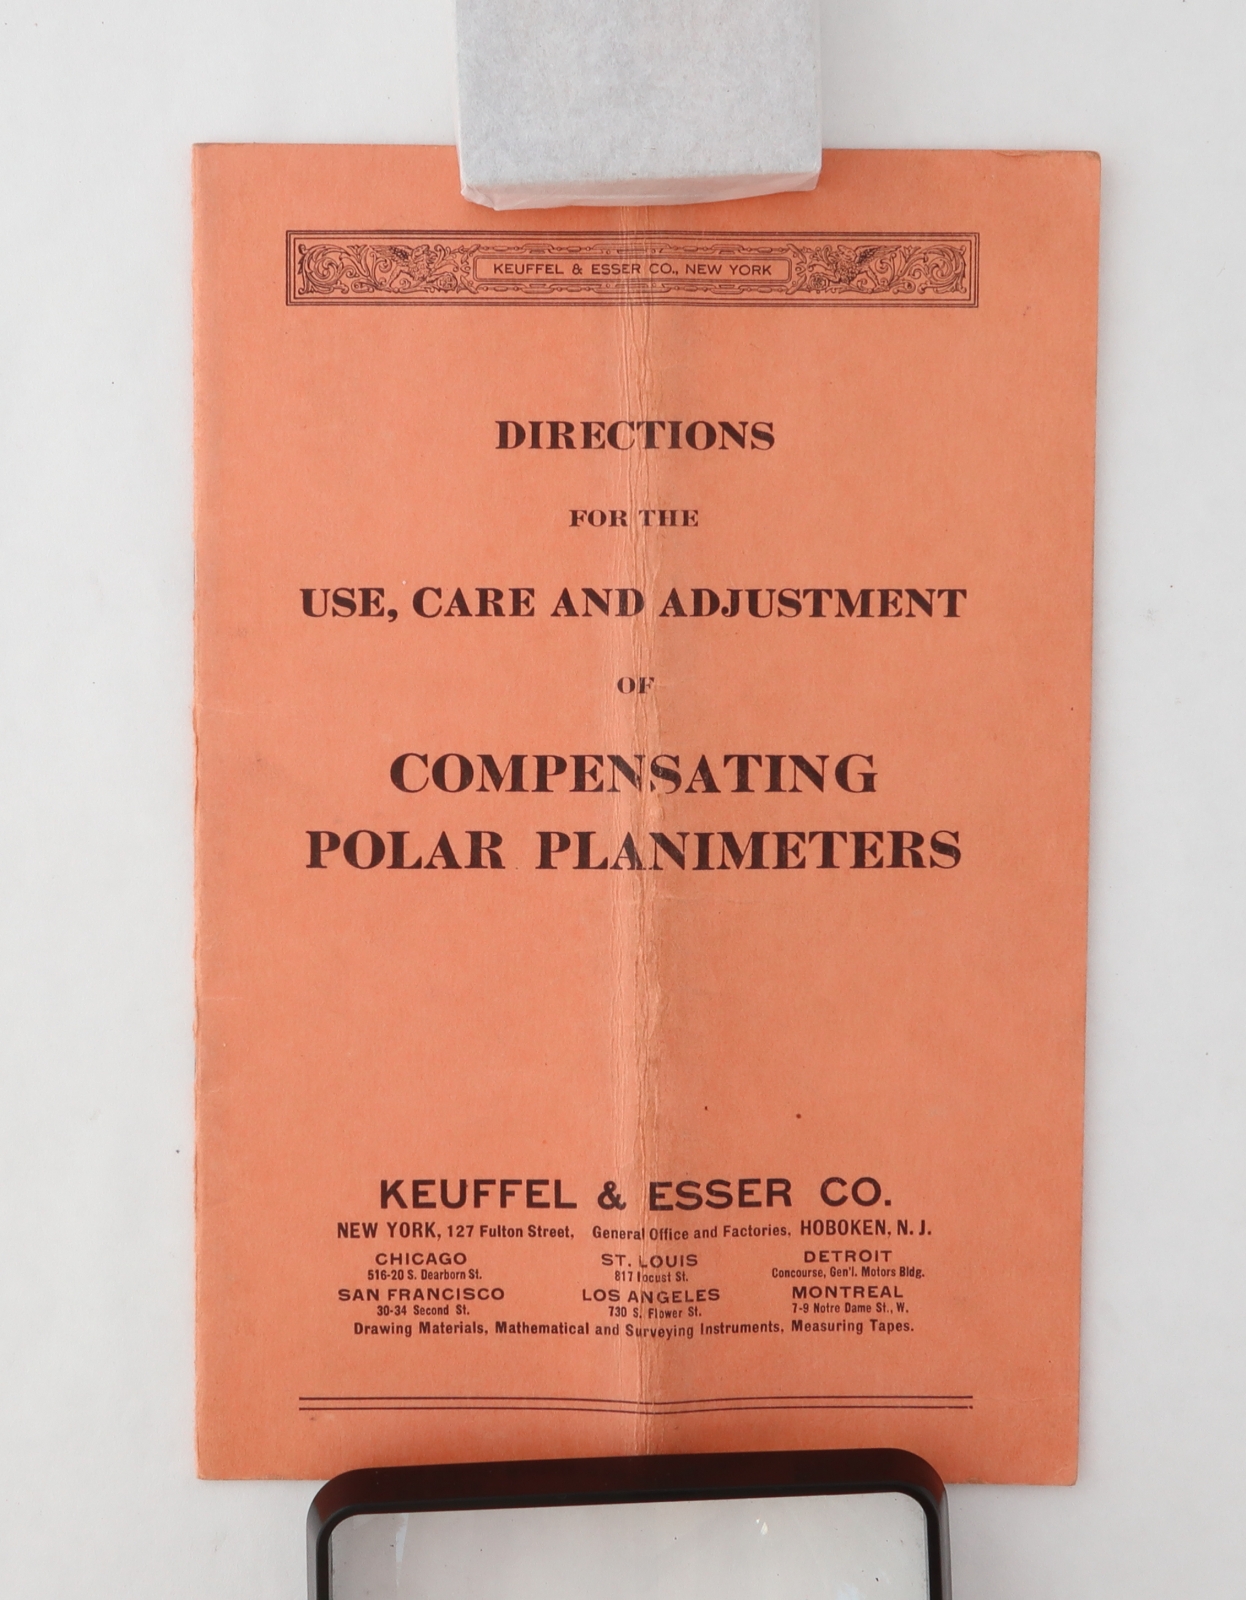 KEUFFEL & ESSER CO., NEW YORK
DIRECTIONS
FOR THE
USE, CARE AND ADJUSTMENT
OF
COMPENSATING
POLAR PLANIMETERS
KEUFFEL & ESSER CO.
NEW YORK, 127 Fulton Street, General Office and Factories, HOBOKEN, N. J.
CHICAGO ST. LOUIS DETROIT
516-20 S. Dearborn St. 817 Locust St. Concourse, Gen'l. Motors Bldg.
SAN FRANCISCO LOS ANGELES MONTREAL
30-34 Second St. 730 S. Flower St. 7-9 Notre Dame St., W.
Drawing Materials, Mathematical and Surveying Instruments, Measuring Tapes.